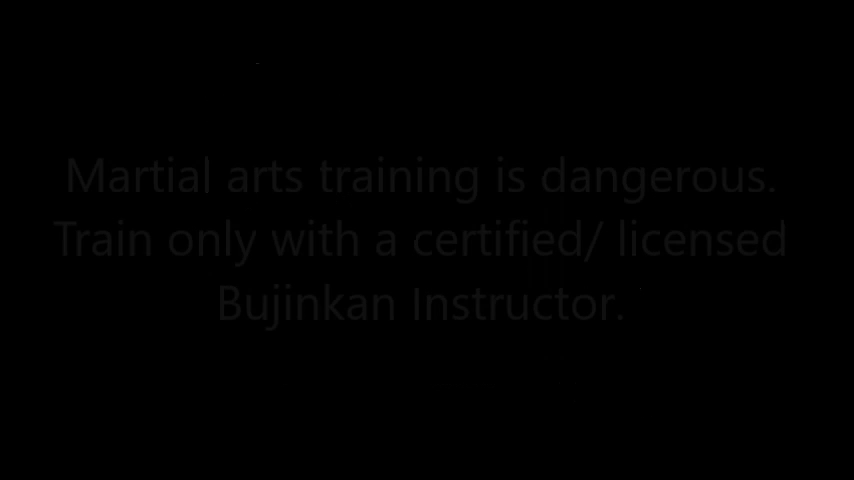 Martial arts training is dangerous.
Train only with a certified/ licensed
Bujinkan Instructor.